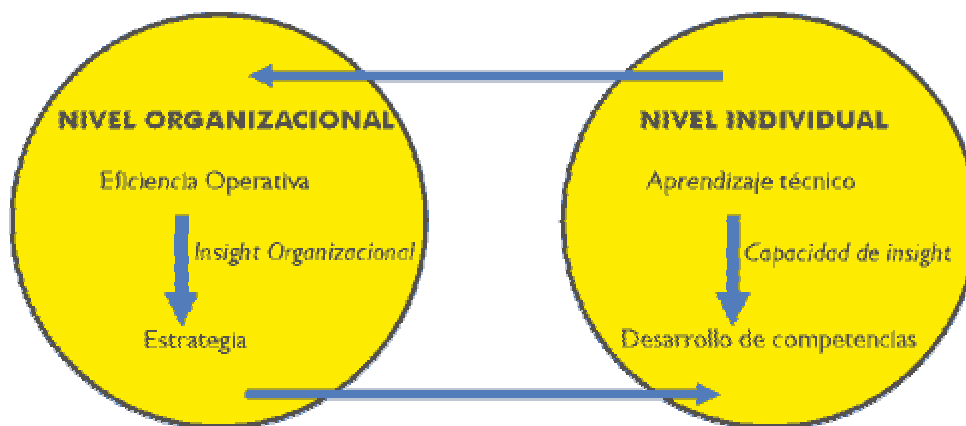 NIVEL ORGANIZACIONAL
Eficiencia Operativa
Insight Organizacional
Estrategia
NIVEL INDIVIDUAL
Aprendizaje técnico
Capacidad de insight
Desarrollo de competencias